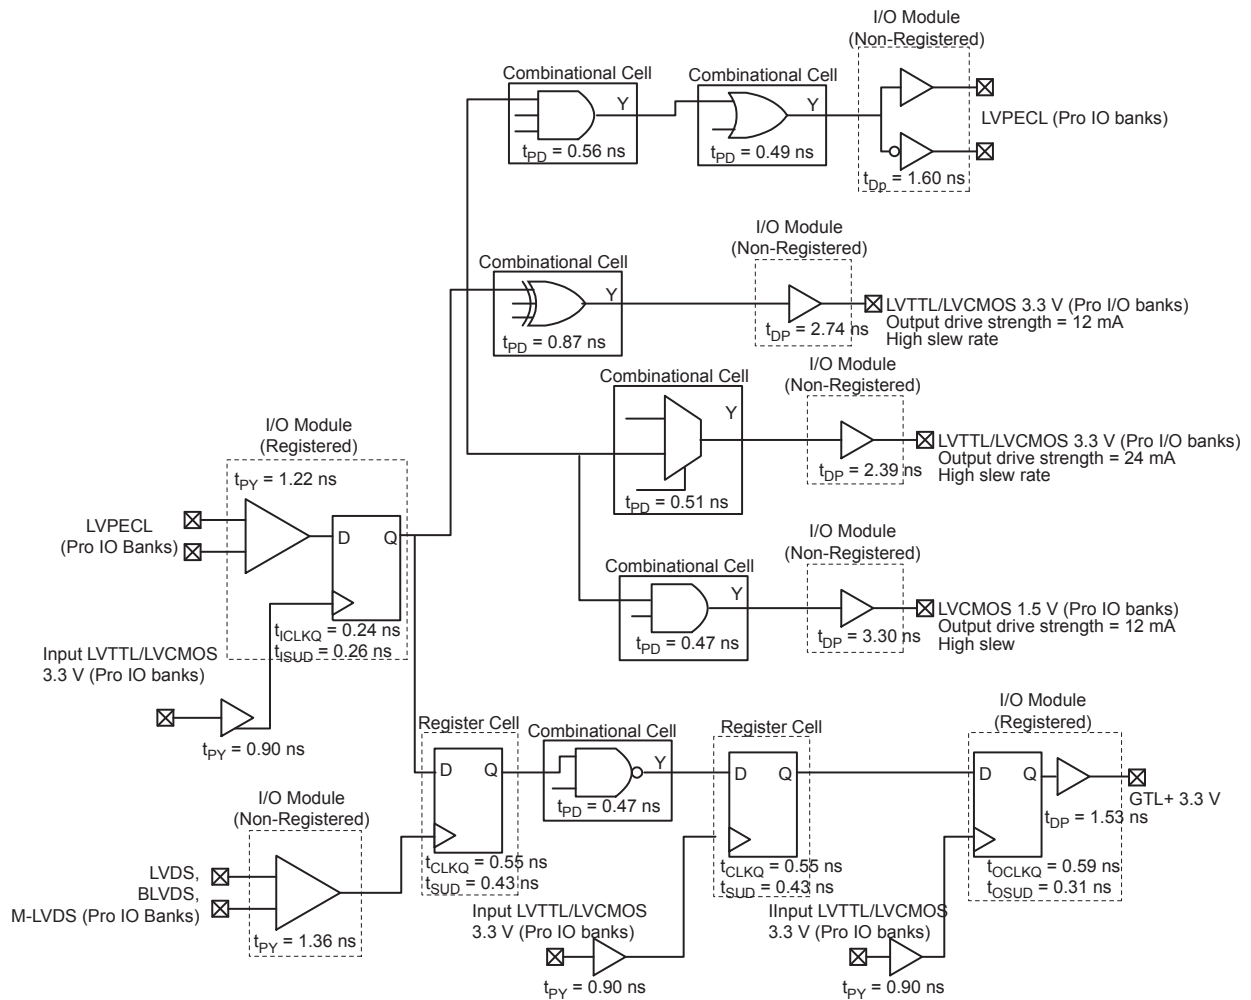 I/O Module
(Non-Registered)
Combinational Cell
Y
tPD = 0.56 ns
Combinational Cell
Y
tPD = 0.49 ns
LVPECL (Pro IO banks)
tDp = 1.60 ns
I/O Module
(Non-Registered)
Combinational Cell
Y
tPD = 0.87 ns
tDP = 2.74 ns
LVTTL/LVCMOS 3.3 V (Pro I/O banks)
Output drive strength = 12 mA
High slew rate
I/O Module
(Non-Registered)
Combinational Cell
Y
tPD = 0.51 ns
tDP = 2.39 ns
LVTTL/LVCMOS 3.3 V (Pro I/O banks)
Output drive strength = 24 mA
High slew rate
I/O Module
(Registered)
tPY = 1.22 ns
LVPECL
(Pro IO Banks)
D
Q
tICLKQ = 0.24 ns
tISUD = 0.26 ns
Input LVTTL/LVCMOS
3.3 V (Pro IO banks)
tPY = 0.90 ns
I/O Module
(Non-Registered)
Combinational Cell
Y
tPD = 0.47 ns
tDP = 3.30 ns
LVCMOS 1.5 V (Pro IO banks)
Output drive strength = 12 mA
High slew
Register Cell
D
Q
tCLKQ = 0.55 ns
tSUD = 0.43 ns
Combinational Cell
Y
tPD = 0.47 ns
Register Cell
D
Q
tCLKQ = 0.55 ns
tSUD = 0.43 ns
I/O Module
(Registered)
D
Q
tDP = 1.53 ns
GTL+ 3.3 V
tOCLKQ = 0.59 ns
tOSUD = 0.31 ns
I/O Module
(Non-Registered)
LVDS,
BLVDS,
M-LVDS (Pro IO Banks)
tPY = 1.36 ns
Input LVTTL/LVCMOS
3.3 V (Pro IO banks)
tPY = 0.90 ns
IInput LVTTL/LVCMOS
3.3 V (Pro IO banks)
tPY = 0.90 ns